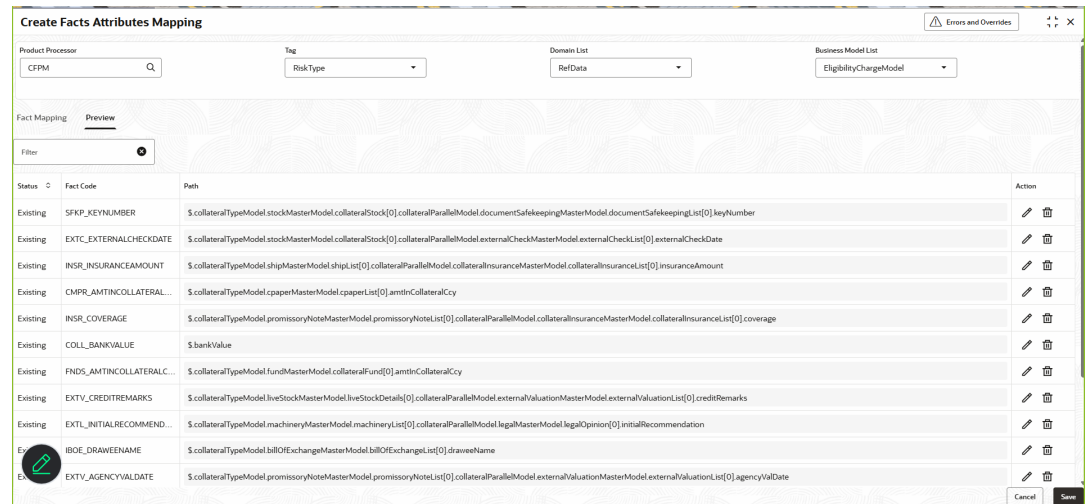 Create Facts Attributes Mapping
Errors and Overrides
Product Processor Tag Domain List Business Model List
CFPM RiskType RefData EligibilityChargeModel
Fact Mapping Preview
Filter
Status Fact Code Path Action
Existing SFKP_KEYNUMBER $.collateralTypeModel.stockMasterModel.collateralStock[0].collateralParallelModel.documentSafekeepingMasterModel.documentSafekeepingList[0].keyNumber
Existing EXTC_EXTERNALCHECKDATE $.collateralTypeModel.stockMasterModel.collateralStock[0].collateralParallelModel.externalCheckMasterModel.externalCheckList[0].externalCheckDate
Existing INSR_INSURANCEAMOUNT $.collateralTypeModel.shipMasterModel.shipList[0].collateralParallelModel.collateralInsuranceMasterModel.collateralInsuranceList[0].insuranceAmount
Existing CMPR_AMTINCOLLATERAL... $.collateralTypeModel.cpaperMasterModel.cpaperList[0].amtInCollateralCcy
Existing INSR_COVERAGE $.collateralTypeModel.promissoryNoteMasterModel.promissoryNoteList[0].collateralParallelModel.collateralInsuranceMasterModel.collateralInsuranceList[0].coverage
Existing COLL_BANKVALUE $.bankValue
Existing FNDS_AMTINCOLLATERALC... $.collateralTypeModel.fundMasterModel.collateralFund[0].amtInCollateralCcy
Existing EXTV_CREDITREMARKS $.collateralTypeModel.liveStockMasterModel.liveStockDetails[0].collateralParallelModel.externalValuationMasterModel.externalValuationList[0].creditRemarks
Existing EXTL_INITIALRECOMMEND... $.collateralTypeModel.machineryMasterModel.machineryList[0].collateralParallelModel.legalMasterModel.legalOpinion[0].initialRecommendation
IBOE_DRAWEENAME $.collateralTypeModel.billOfExchangeMasterModel.billOfExchangeList[0].draweeName
EXTV_AGENCYVALDATE $.collateralTypeModel.promissoryNoteMasterModel.promissoryNoteList[0].collateralParallelModel.externalValuationMasterModel.externalValuationList[0].agencyValDate
Cancel Save